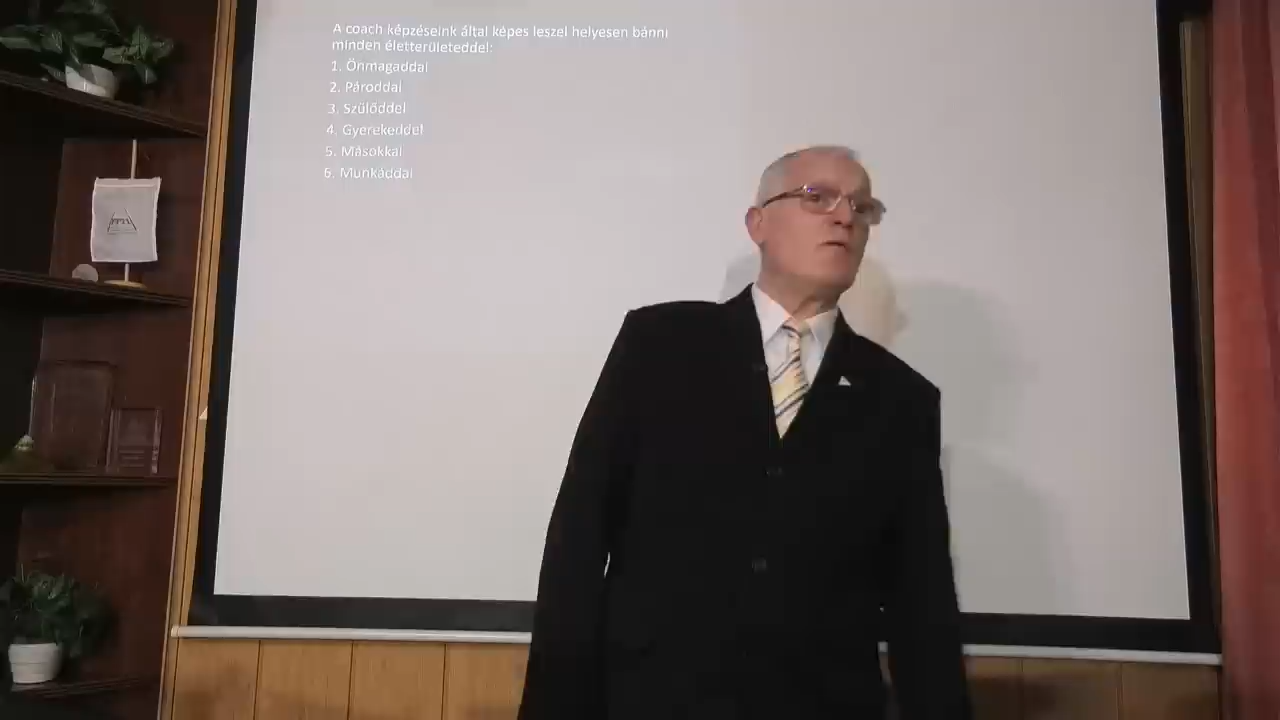 A coach képzéseink által képes leszel helyesen bánni
minden életterületeddel:
1. Önmagaddal
2. Pároddal
3. Szülőddel
4. Gyerekeddel
5. Másokkal
6. Munkáddal